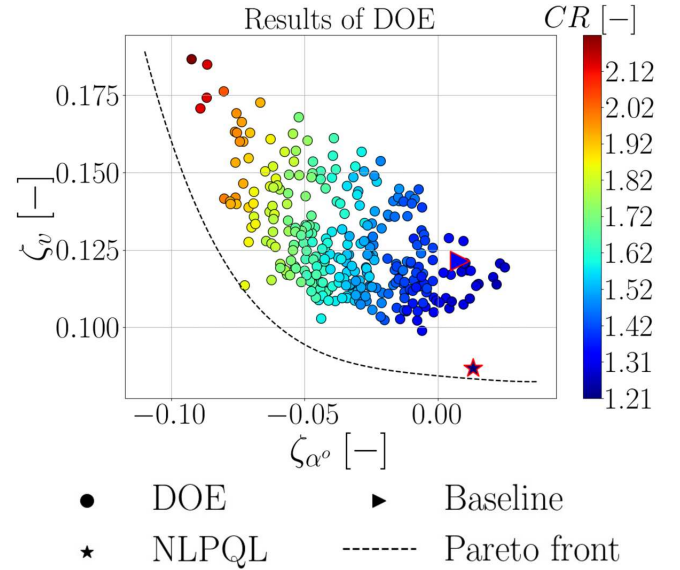 Results of DOE
CR [-]
ζ_v [-]
0.175
0.150
0.125
0.100
−0.10
−0.05
0.00
ζ_{α^o} [-]
2.12
2.02
1.92
1.82
1.72
1.62
1.52
1.42
1.31
1.21
DOE
Baseline
NLPQL
Pareto front